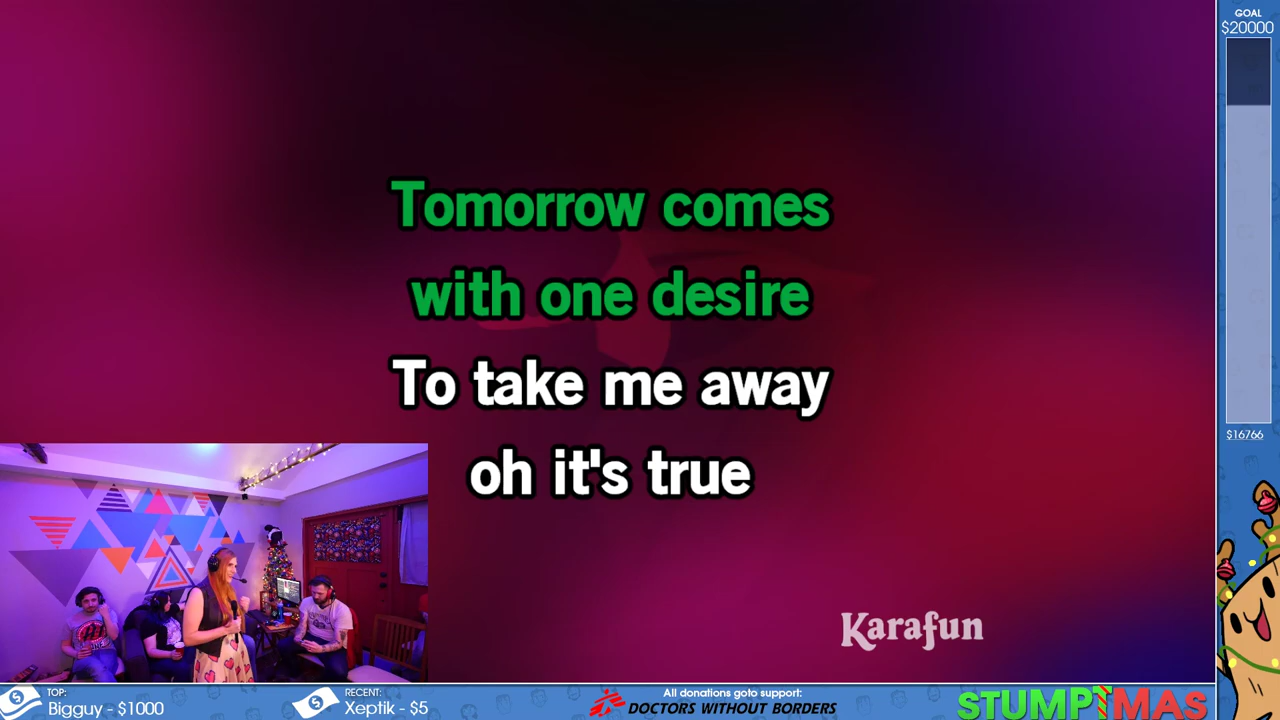 GOAL
$20000
Tomorrow comes
with one desire
To take me away
oh it's true
$16766
Karafun
TOP:
Bigguy - $1000
RECENT:
Xeptik - $5
All donations goto support:
DOCTORS WITHOUT BORDERS
STUMPTMAS